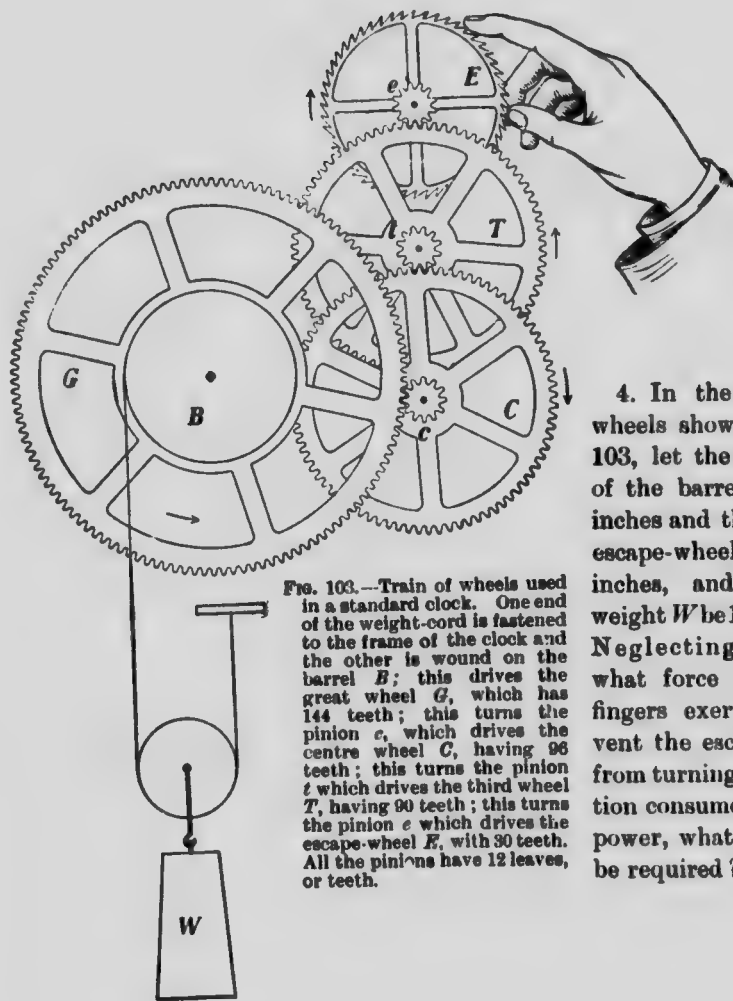 E
e
T
t
G
B
C
c
W
4. In the
wheels show
103, let the
of the barre
inches and t
escape-wheel
inches, and
weight W be
Neglecting
what force
fingers exer
vent the esc
from turning
tion consume
power, what
be required
FIG. 103.—Train of wheels used
in a standard clock. One end
of the weight-cord is fastened
to the frame of the clock and
the other is wound on the
barrel B; this drives the
great wheel G, which has
144 teeth; this turns the
pinion c, which drives the
centre wheel C, having 96
teeth; this turns the pinion
t which drives the third wheel
T, having 90 teeth; this turns
the pinion e which drives the
escape-wheel E, with 30 teeth.
All the pinions have 12 leaves,
or teeth.